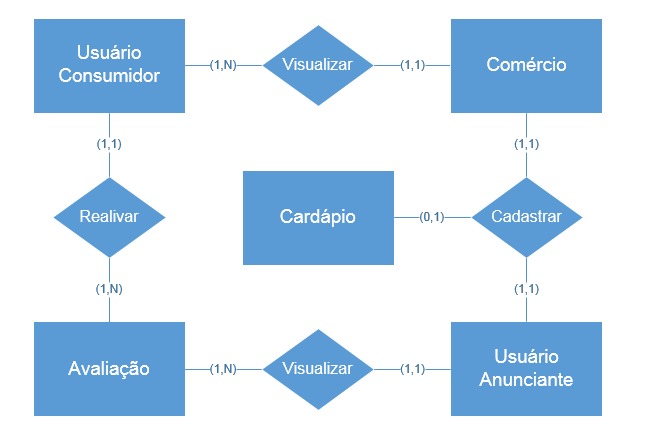 Usuário
Consumidor
(1,N)
Visualizar
(1,1)
Comércio
(1,1)
(1,1)
Realivar
Cardápio
(0,1)
Cadastrar
(1,N)
(1,1)
Avaliação
(1,N)
Visualizar
(1,1)
Usuário
Anunciante